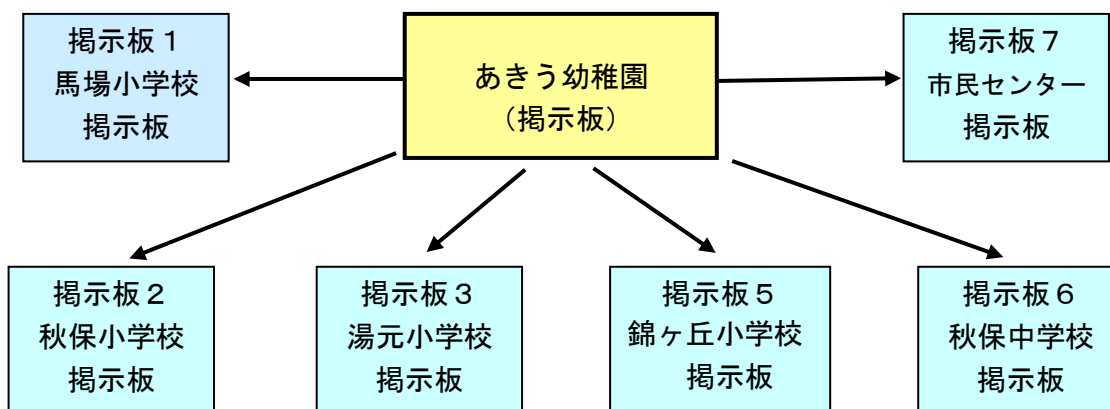 掲示板１
馬場小学校
掲示板
あきう幼稚園
（掲示板）
掲示板７
市民センター
掲示板
掲示板２
秋保小学校
掲示板
掲示板３
湯元小学校
掲示板
掲示板５
錦ヶ丘小学校
掲示板
掲示板６
秋保中学校
掲示板